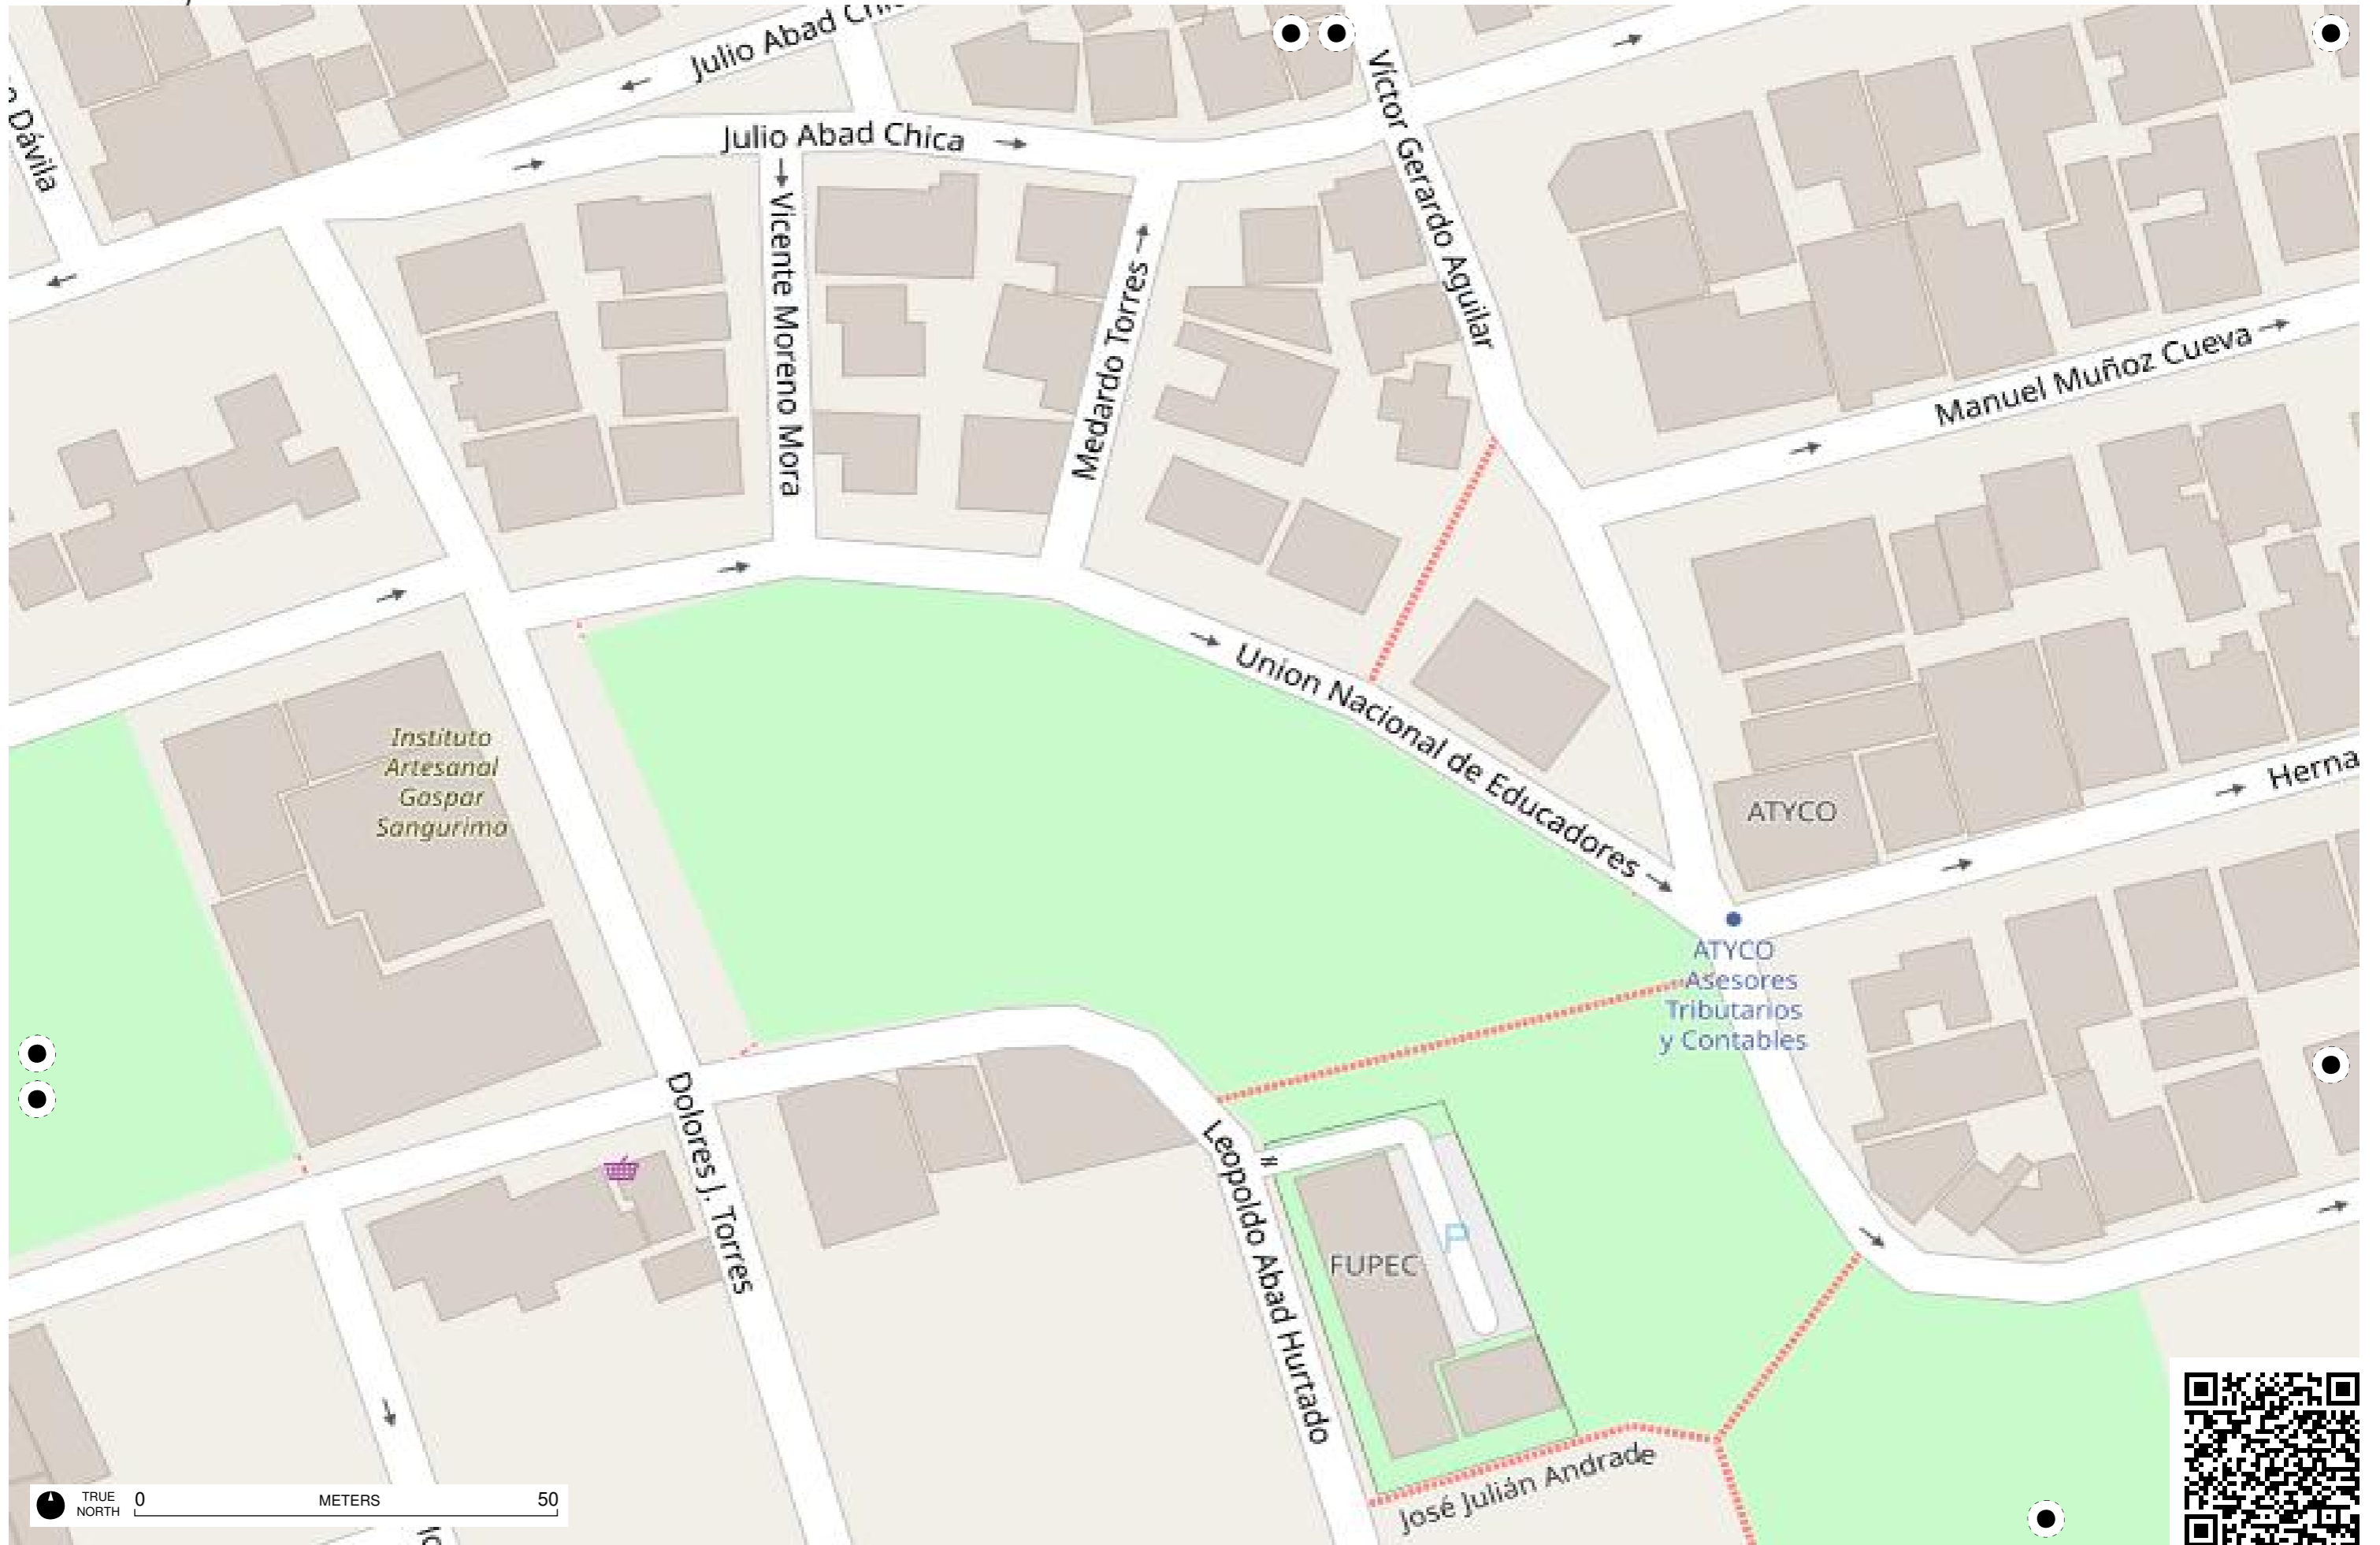 Julio Abad Chic
Dávila
Julio Abad Chica
Víctor Gerardo Aguilar
Vicente Moreno Mora
Medardo Torres
Manuel Muñoz Cueva
Union Nacional de Educadores
Instituto
Artesanal
Gaspar
Sangurima
Herna
ATYCO
ATYCO
Asesores
Tributarios
y Contables
Dolores J. Torres
Leopoldo Abad Hurtado
P
FUPEC
José Julián Andrade
TRUE
NORTH
0 METERS 50